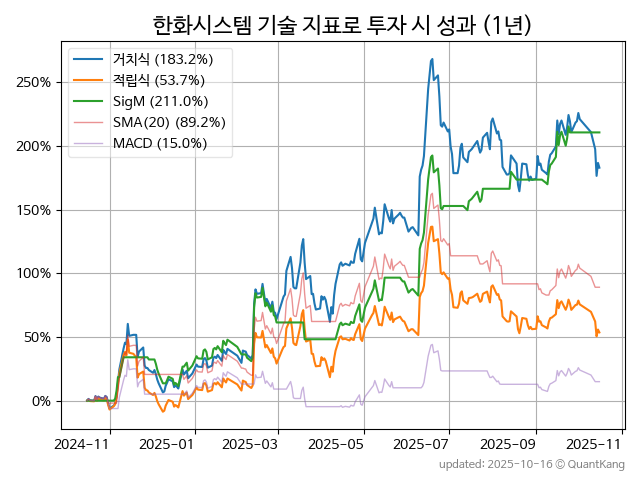 한화시스템 기술 지표로 투자 시 성과 (1년)
거치식 (183.2%)
적립식 (53.7%)
SigM (211.0%)
SMA(20) (89.2%)
MACD (15.0%)
250%
200%
150%
100%
50%
0%
2024-11 2025-01 2025-03 2025-05 2025-07 2025-09 2025-11
updated: 2025-10-16 © QuantKang